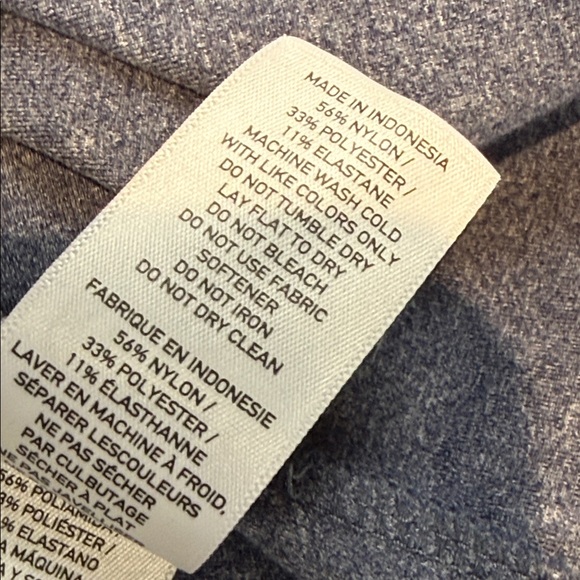 MADE IN INDONESIA
56% NYLON /
33% POLYESTER /
11% ELASTANE
MACHINE WASH COLD
WITH LIKE COLORS ONLY
DO NOT TUMBLE DRY
LAY FLAT TO DRY
DO NOT BLEACH
DO NOT USE FABRIC
SOFTENER
DO NOT IRON
DO NOT DRY CLEAN
FABRIQUE EN INDONESIE
56% NYLON /
33% POLYESTER /
11% ÉLASTHANNE
LAVER EN MACHINE À FROID.
SÉPARER LESCOULEURS
NE PAS SÉCHER
PAR CULBUTAGE
SÉCHER À PLAT
NE PAS
56%
3% POLIÉSTER /
% ELASTANO
A MÁQUINA